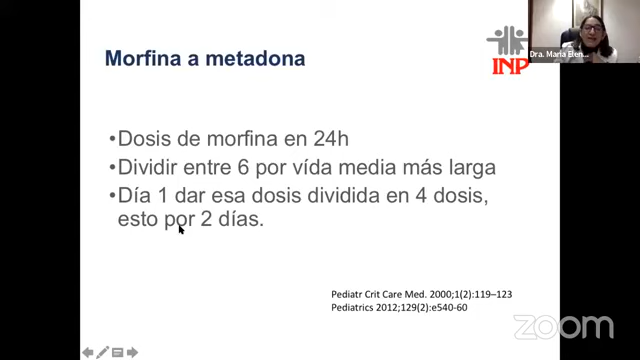 Morfina a metadona
INP
Dra. María Elen...
•Dosis de morfina en 24h
•Dividir entre 6 por vída media más larga
•Día 1 dar esa dosis dividida en 4 dosis,
esto por 2 días.
Pediatr Crit Care Med. 2000;1(2):119–123
Pediatrics 2012;129(2):e540-60
zoom